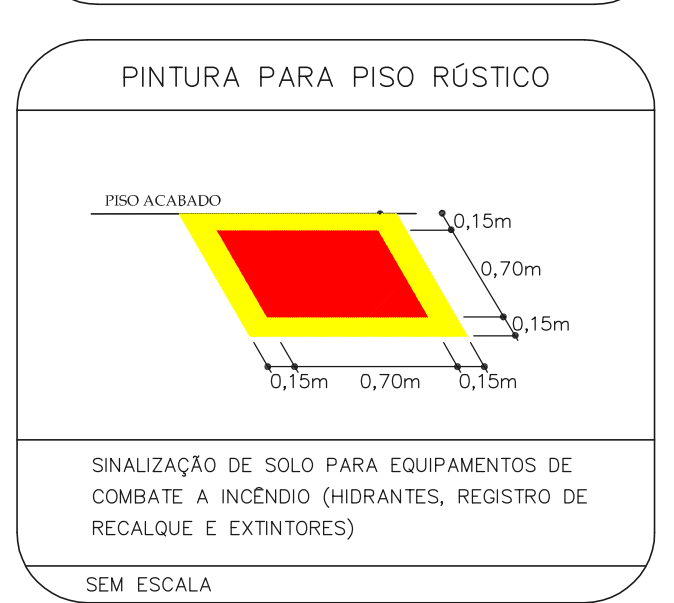 PINTURA PARA PISO RÚSTICO
PISO ACABADO
0,15m
0,70m
0,15m
0,15m 0,70m 0,15m
SINALIZAÇÃO DE SOLO PARA EQUIPAMENTOS DE
COMBATE A INCÊNDIO (HIDRANTES, REGISTRO DE
RECALQUE E EXTINTORES)
SEM ESCALA